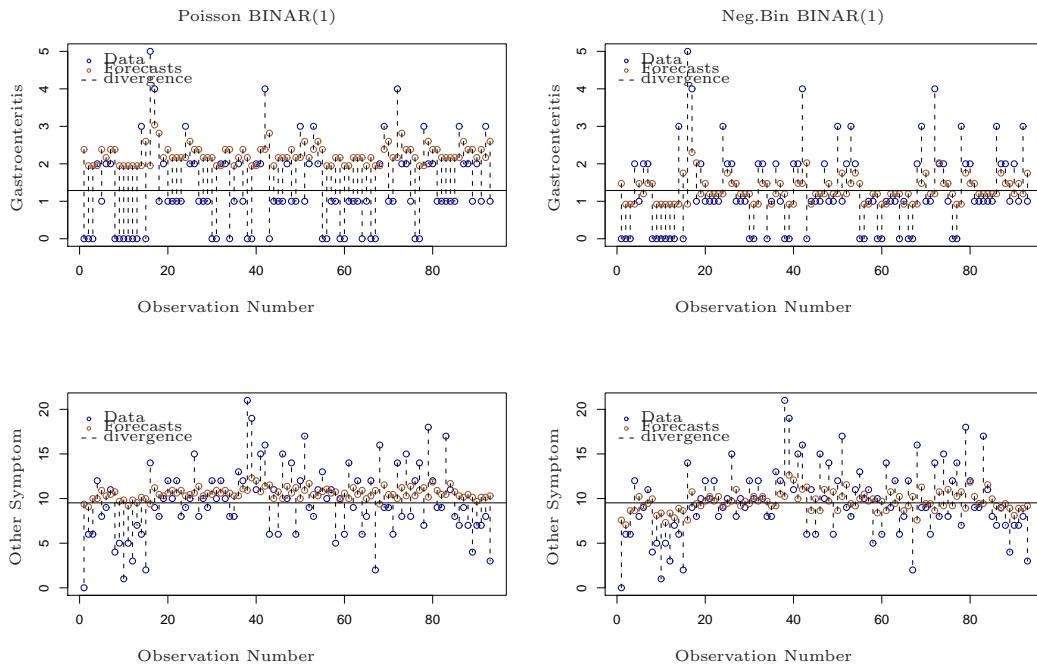 Poisson BINAR(1)
Neg.Bin BINAR(1)
Gastroenteritis
5
4
3
2
1
0
Data
Forecasts
divergence
0 20 40 60 80
Observation Number
Gastroenteritis
5
4
3
2
1
0
Data
Forecasts
divergence
0 20 40 60 80
Observation Number
Other Symptom
20
15
10
5
0
Data
Forecasts
divergence
0 20 40 60 80
Observation Number
Other Symptom
20
15
10
5
0
Data
Forecasts
divergence
0 20 40 60 80
Observation Number